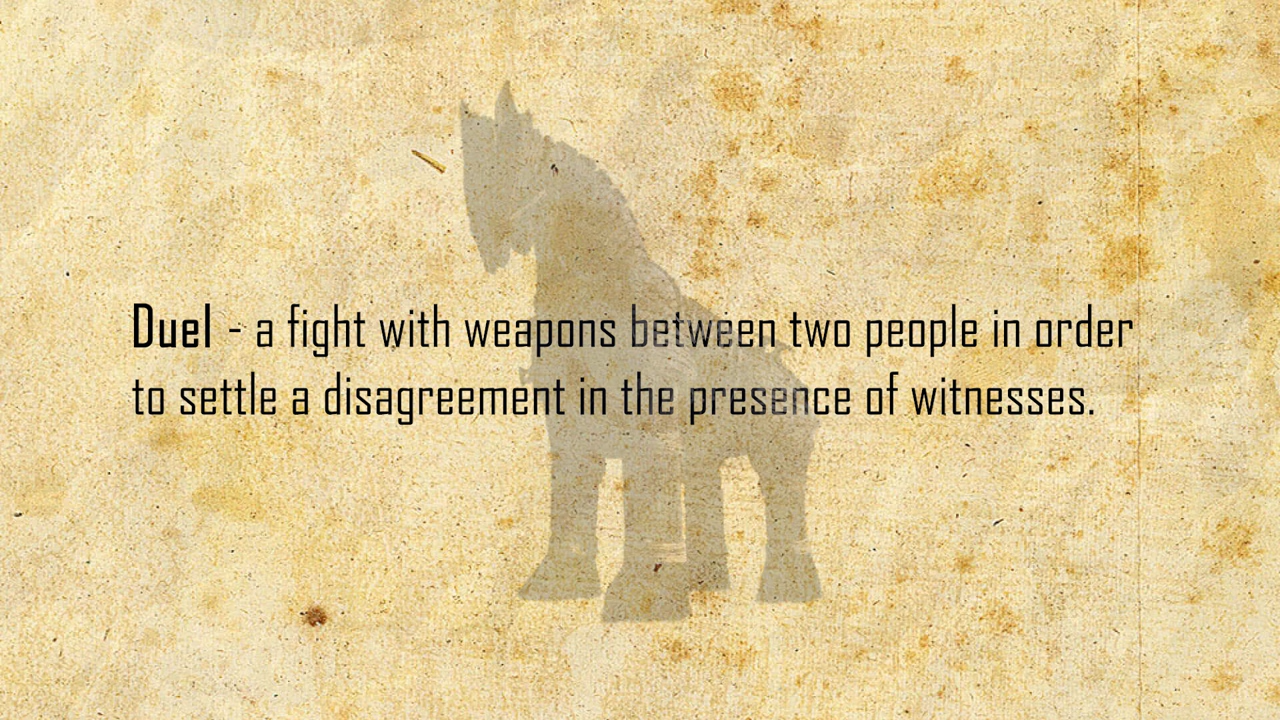 Duel - a fight with weapons between two people in order
to settle a disagreement in the presence of witnesses.